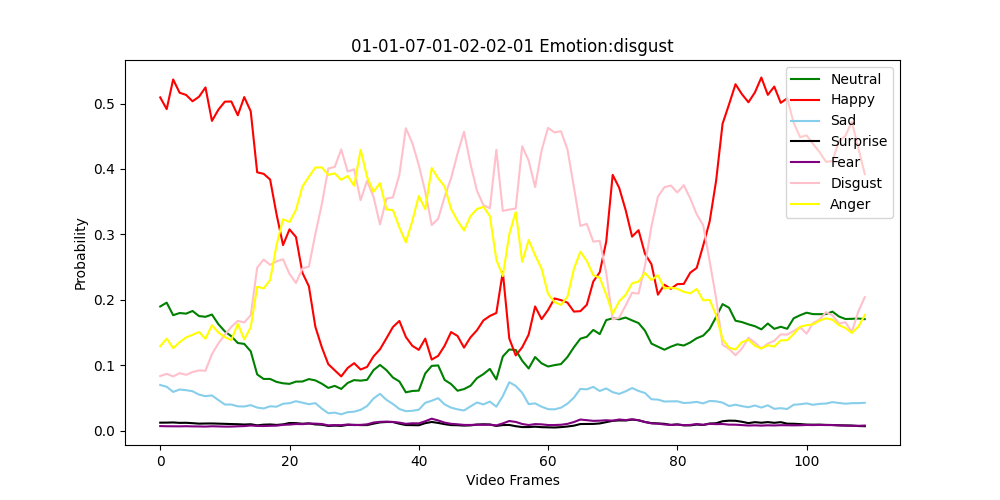 01-01-07-01-02-02-01 Emotion:disgust
Probability
0.5
0.4
0.3
0.2
0.1
0.0
0 20 40 60 80 100
Video Frames
Neutral
Happy
Sad
Surprise
Fear
Disgust
Anger